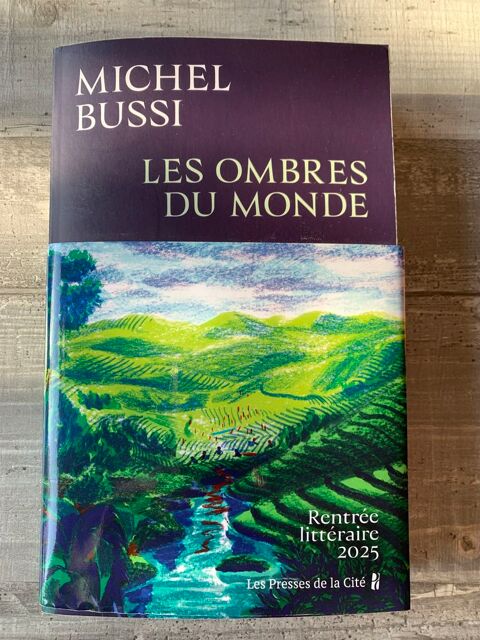 MICHEL
BUSSI
LES OMBRES
DU MONDE
Rentrée
littéraire
2025
Les Presses de la Cité